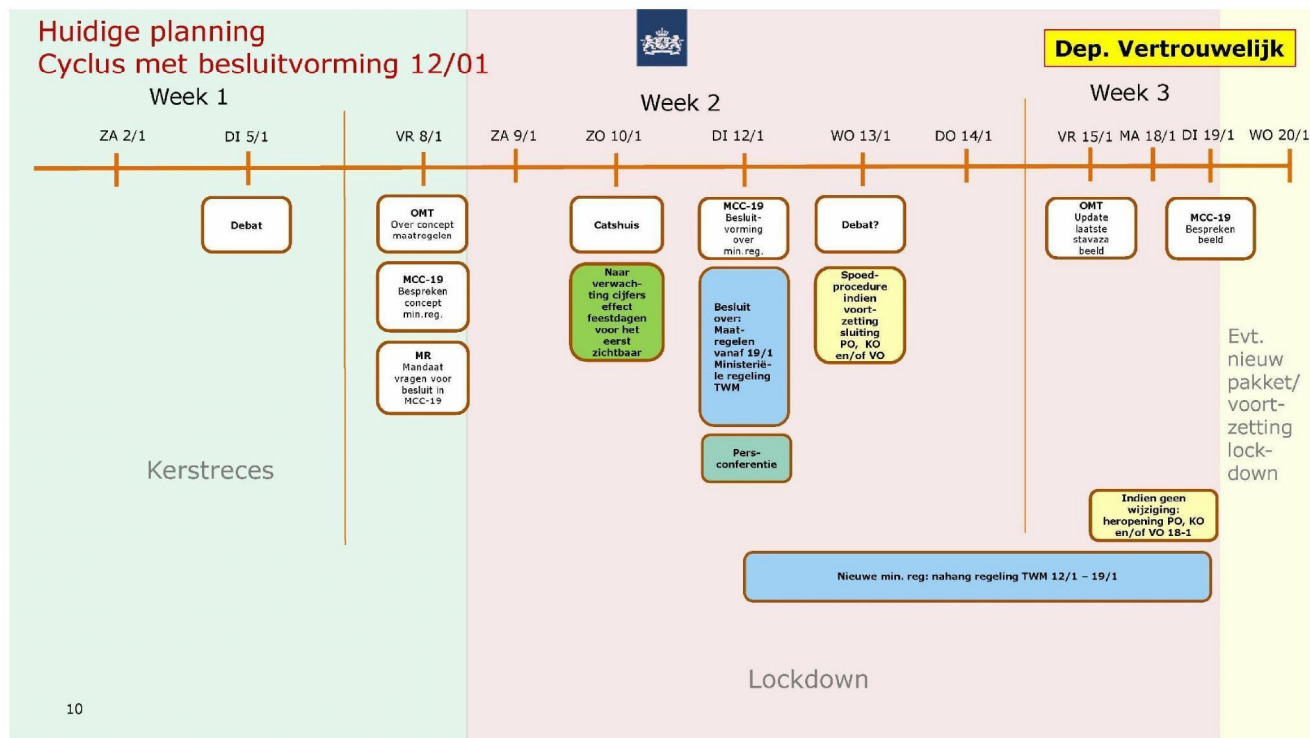 Huidige planning
Cyclus met besluitvorming 12/01
Dep. Vertrouwelijk
Week 1
Week 2
Week 3
ZA 2/1
DI 5/1
VR 8/1
ZA 9/1
ZO 10/1
DI 12/1
WO 13/1
DO 14/1
VR 15/1
MA 18/1
DI 19/1
WO 20/1
Debat
OMT
Over concept
maatregelen
MCC-19
Bespreken
concept
min.reg.
MR
Mandaat
vragen voor
besluit in
MCC-19
Catshuis
Naar
verwach-
ting cijfers
effect
feestdagen
voor het
eerst
zichtbaar
MCC-19
Besluit-
vorming
over
min.reg.
Besluit
over:
Maat-
regelen
vanaf 19/1
Ministerië-
le regeling
TWM
Pers-
conferentie
Debat?
Spoed-
procedure
indien
voort-
zetting
sluiting
PO, KO
en/of VO
OMT
Update
laatste
stavaza
beeld
MCC-19
Bespreken
beeld
Evt.
nieuw
pakket/
voort-
zetting
lock-
down
Kerstreces
Indien geen
wijziging:
heropening PO, KO
en/of VO 18-1
Nieuwe min. reg: nahang regeling TWM 12/1 – 19/1
Lockdown
10